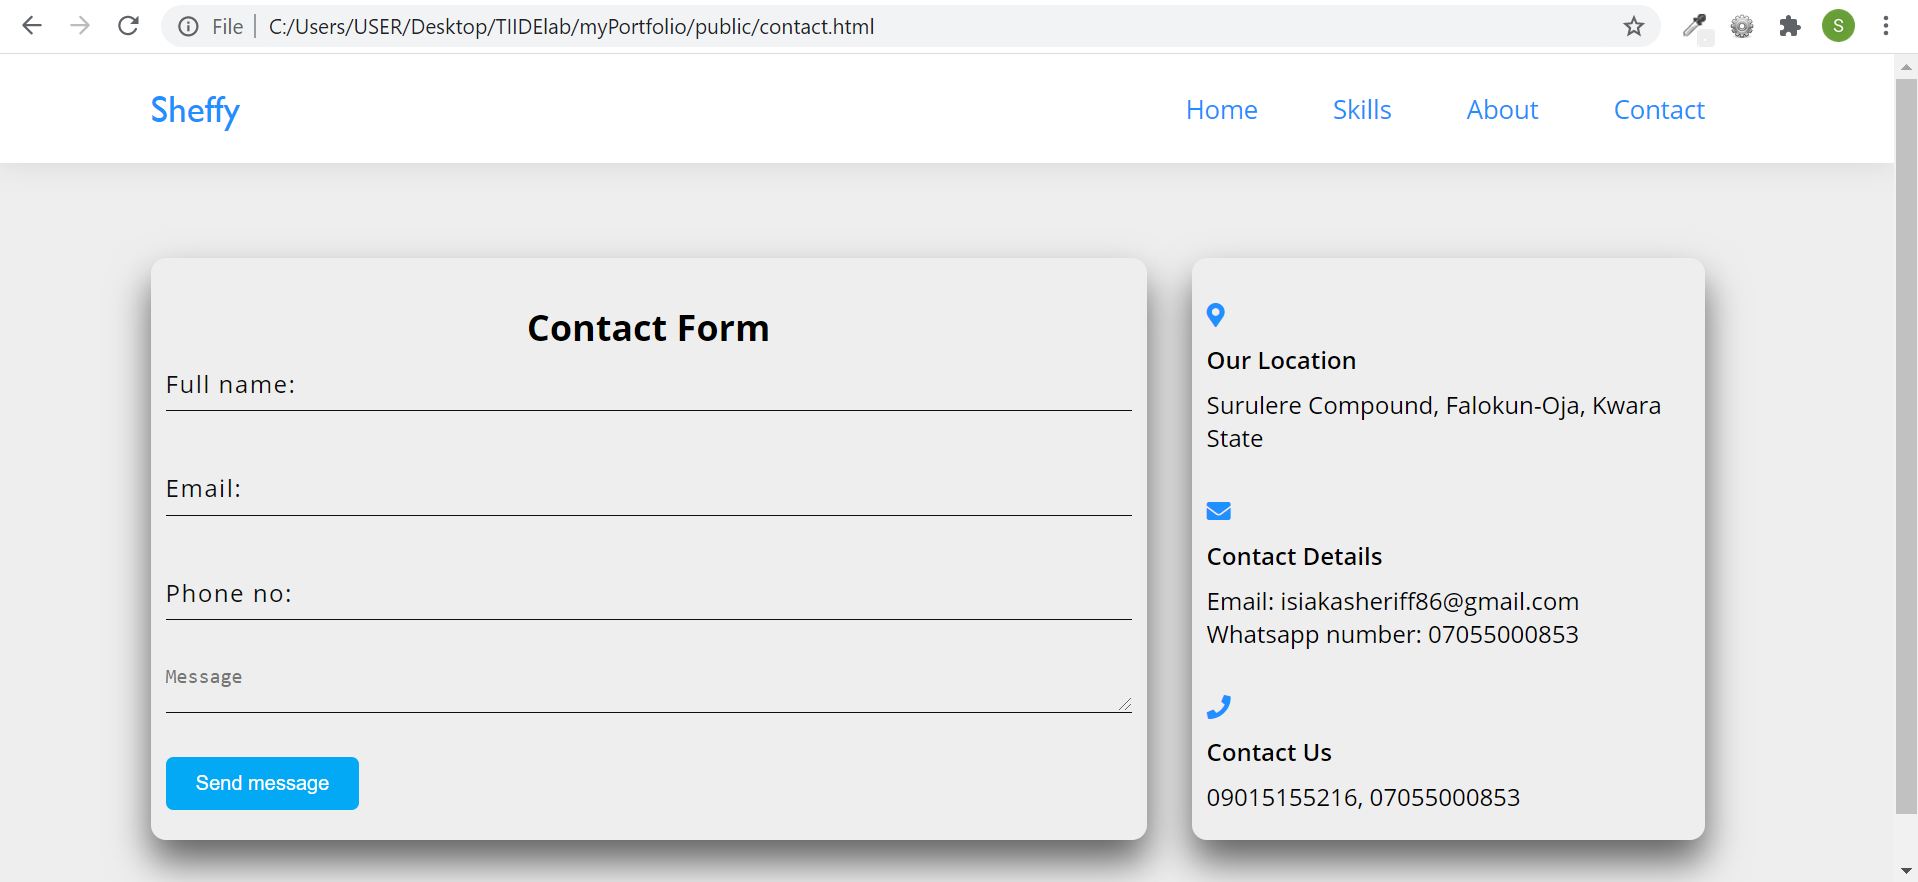 File C:/Users/USER/Desktop/TIIDElab/myPortfolio/public/contact.html
S
Sheffy
Home Skills About Contact
Contact Form
Full name:
Email:
Phone no:
Message
Send message
Our Location
Surulere Compound, Falokun-Oja, Kwara
State
Contact Details
Email: isiakasheriff86@gmail.com
Whatsapp number: 07055000853
Contact Us
09015155216, 07055000853